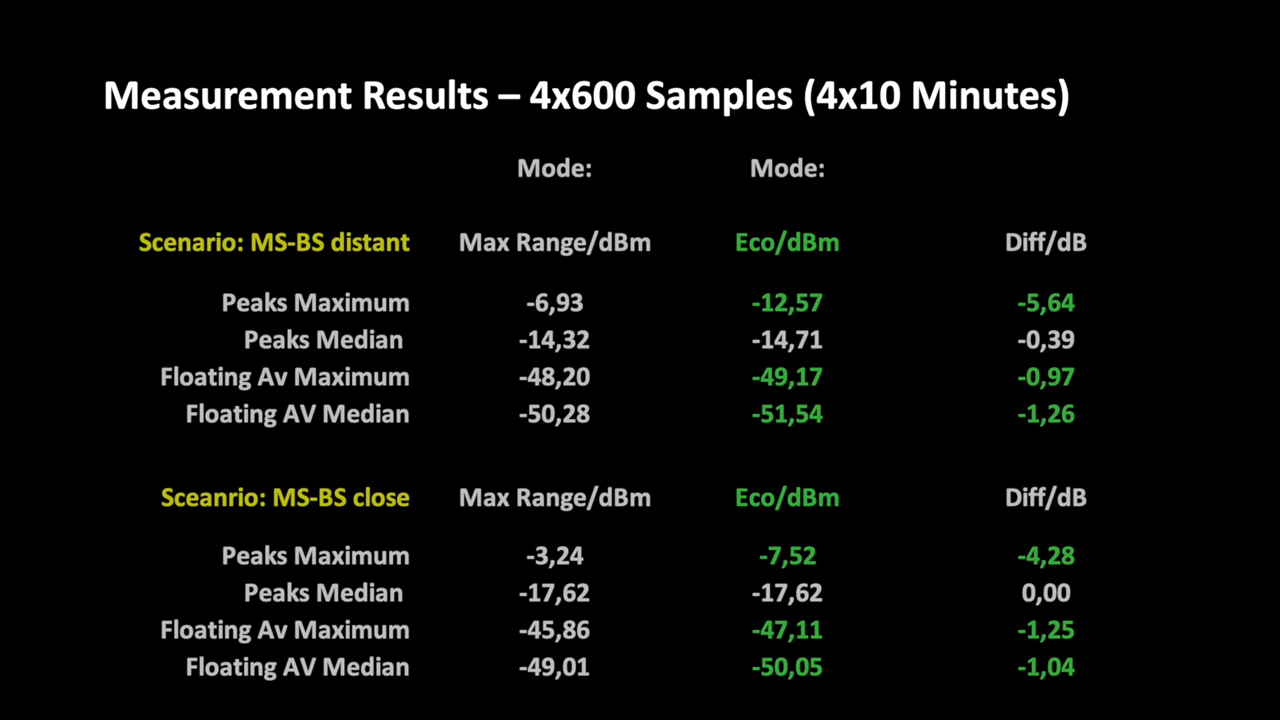 Measurement Results – 4x600 Samples (4x10 Minutes)
Mode: Mode:
Scenario: MS-BS distant Max Range/dBm Eco/dBm Diff/dB
Peaks Maximum -6,93 -12,57 -5,64
Peaks Median -14,32 -14,71 -0,39
Floating Av Maximum -48,20 -49,17 -0,97
Floating AV Median -50,28 -51,54 -1,26
Sceanrio: MS-BS close Max Range/dBm Eco/dBm Diff/dB
Peaks Maximum -3,24 -7,52 -4,28
Peaks Median -17,62 -17,62 0,00
Floating Av Maximum -45,86 -47,11 -1,25
Floating AV Median -49,01 -50,05 -1,04